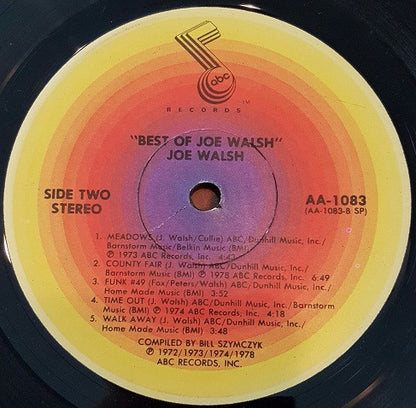 abc
TM
RECORDS
"BEST OF JOE WALSH"
JOE WALSH
SIDE TWO
STEREO
AA-1083
(AA-1083-B SP)
1. MEADOWS (J. Walsh/Cullie) ABC/Dunhill Music, Inc./
Barnstorm Music/Belkin Music (BMI)
℗ 1973 ABC Records, Inc. 4:43
2. COUNTY FAIR (J. Walsh) ABC/Dunhill Music, Inc./
Barnstorm Music (BMI) ℗ 1978 ABC Records, Inc. 6:49
3. FUNK #49 (Fox/Peters/Walsh) ABC/Dunhill Music, Inc./
Home Made Music (BMI) 3:52
4. TIME OUT (J. Walsh) ABC/Dunhill Music, Inc./Barnstorm
Music (BMI) ℗ 1974 ABC Records, Inc. 4:18
5. WALK AWAY (J. Walsh) ABC/Dunhill Music, Inc./
Home Made Music (BMI) 3:48
COMPILED BY BILL SZYMCZYK
℗ 1972/1973/1974/1978
ABC RECORDS, INC.